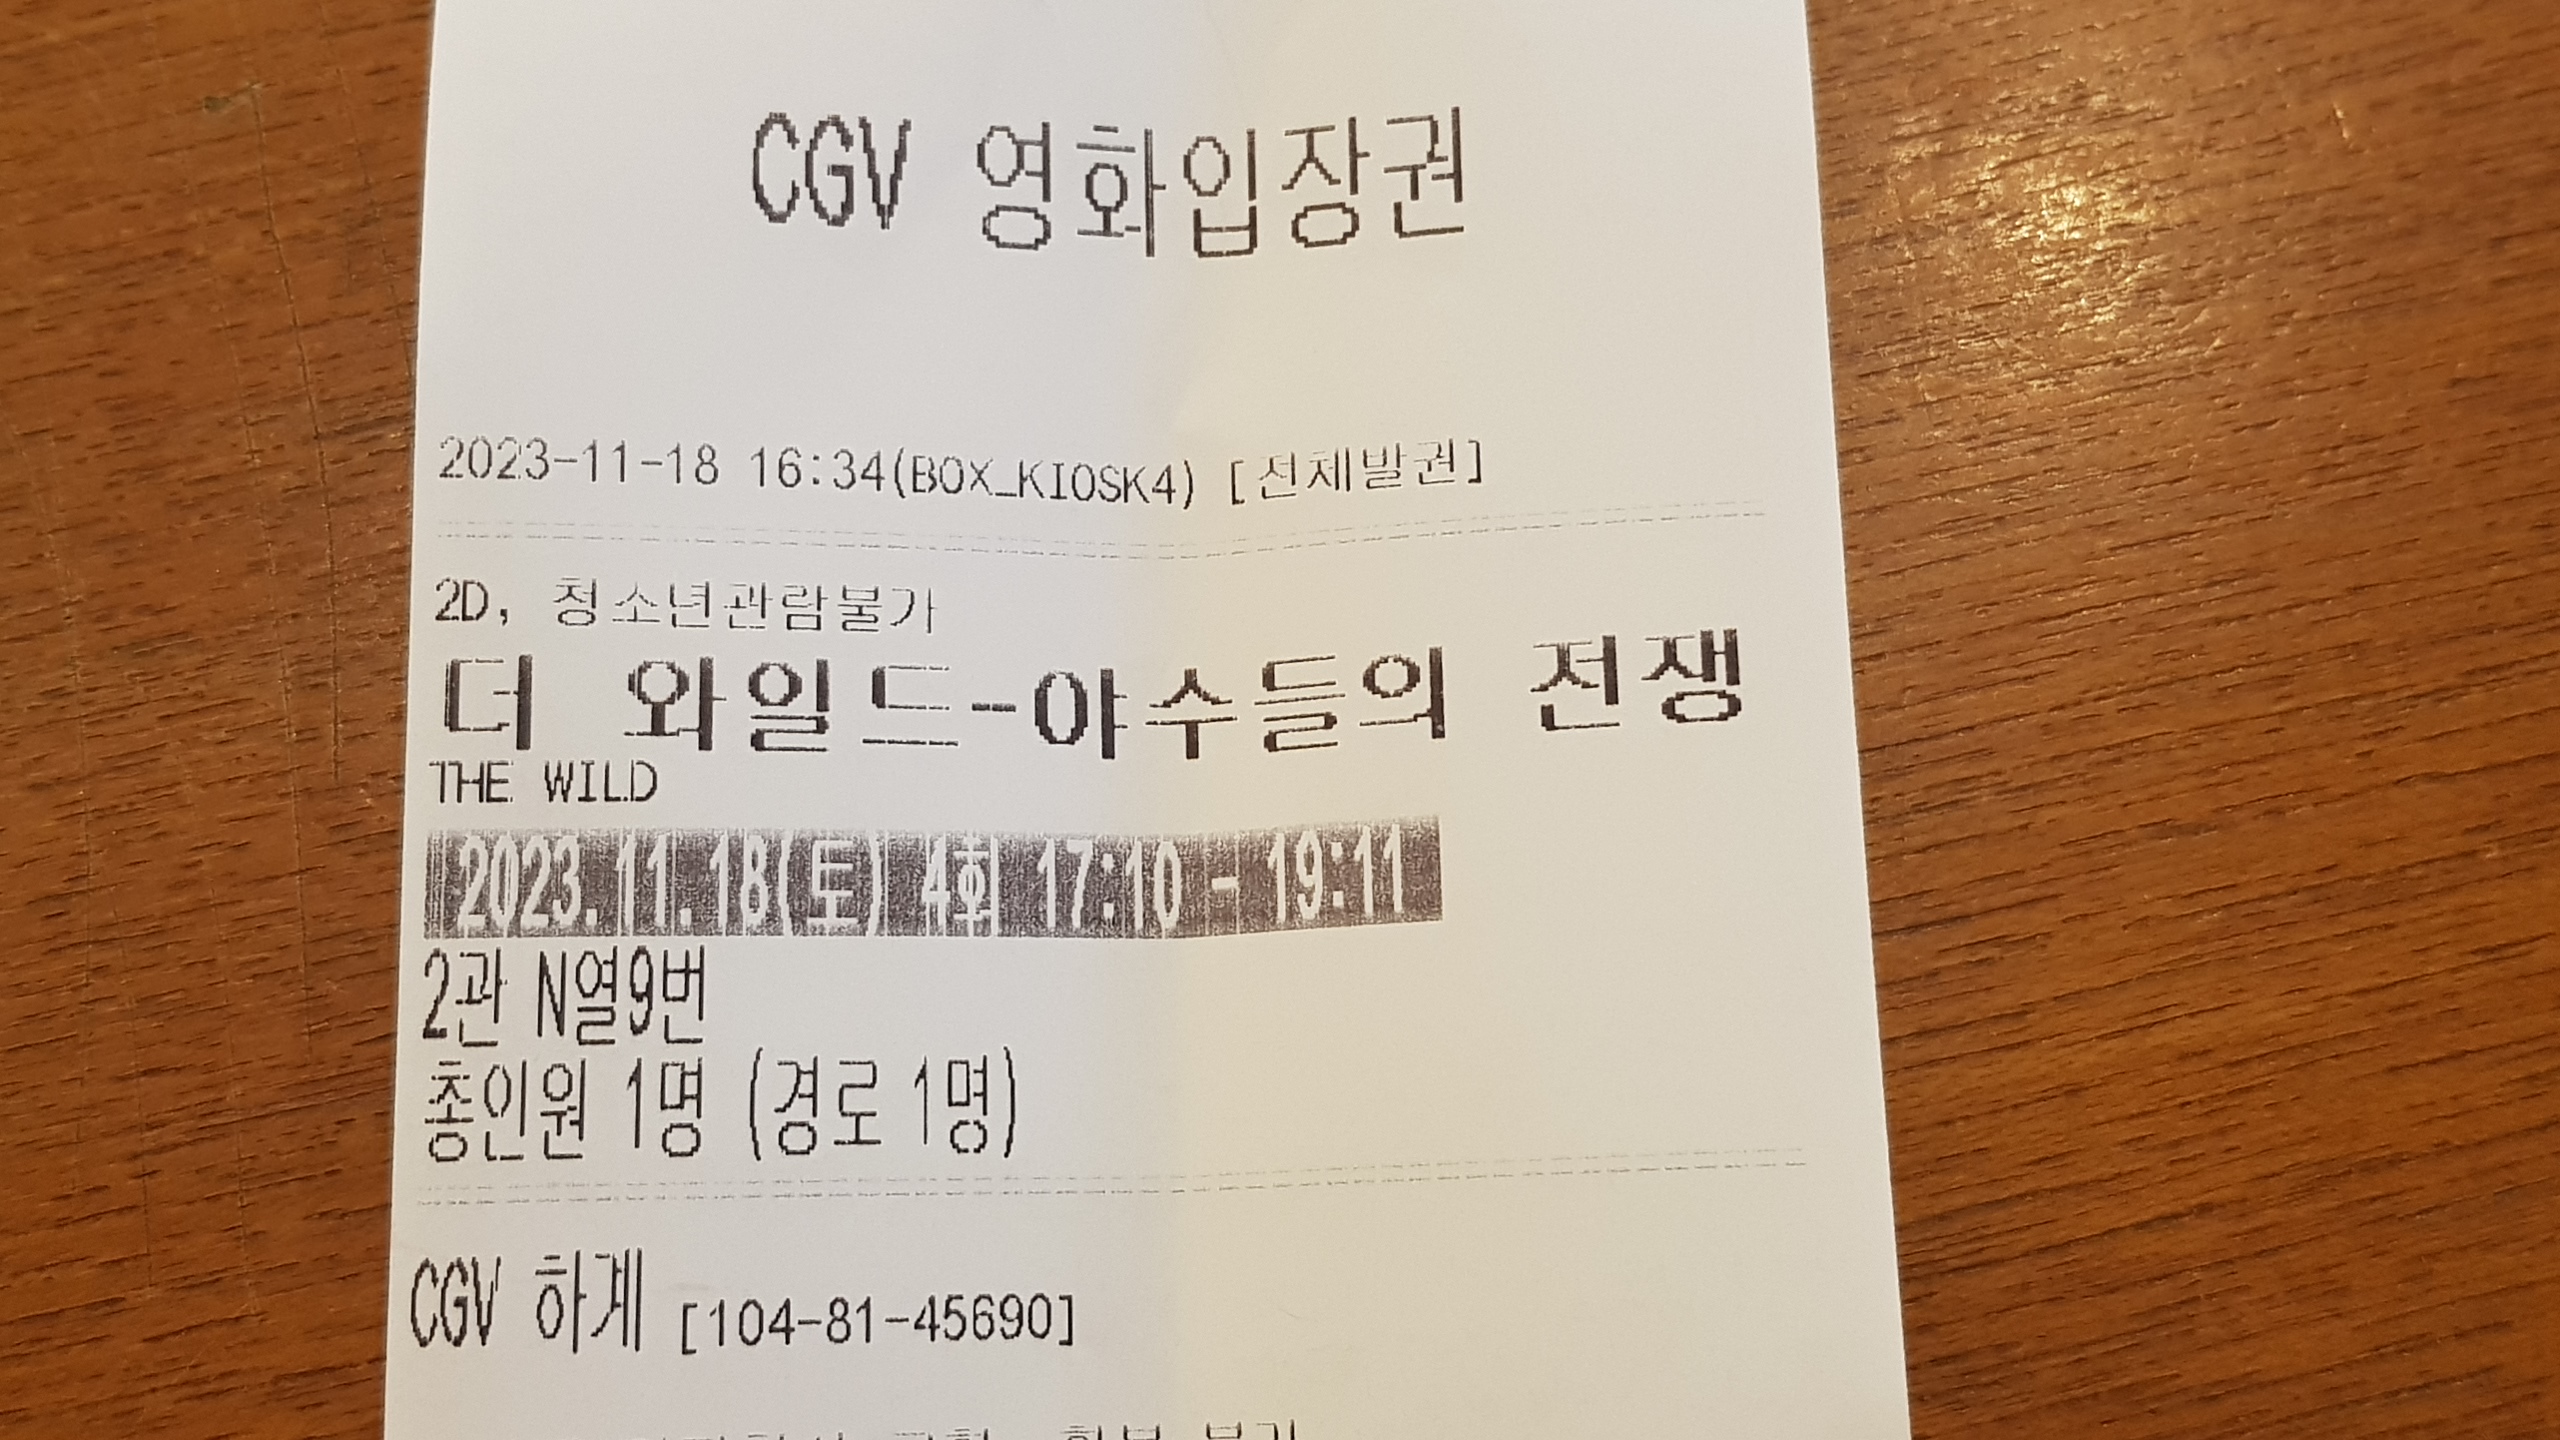 CGV 영화입장권
2023-11-18 16:34(BOX_KIOSK4) [전체발권]
2D, 청소년관람불가
더 와일드-야수들의 전쟁
THE WILD
2023.11.18(토) 4회 17:10 - 19:11
2관 N열9번
총인원 1명 (경로 1명)
CGV 하계 [104-81-45690]